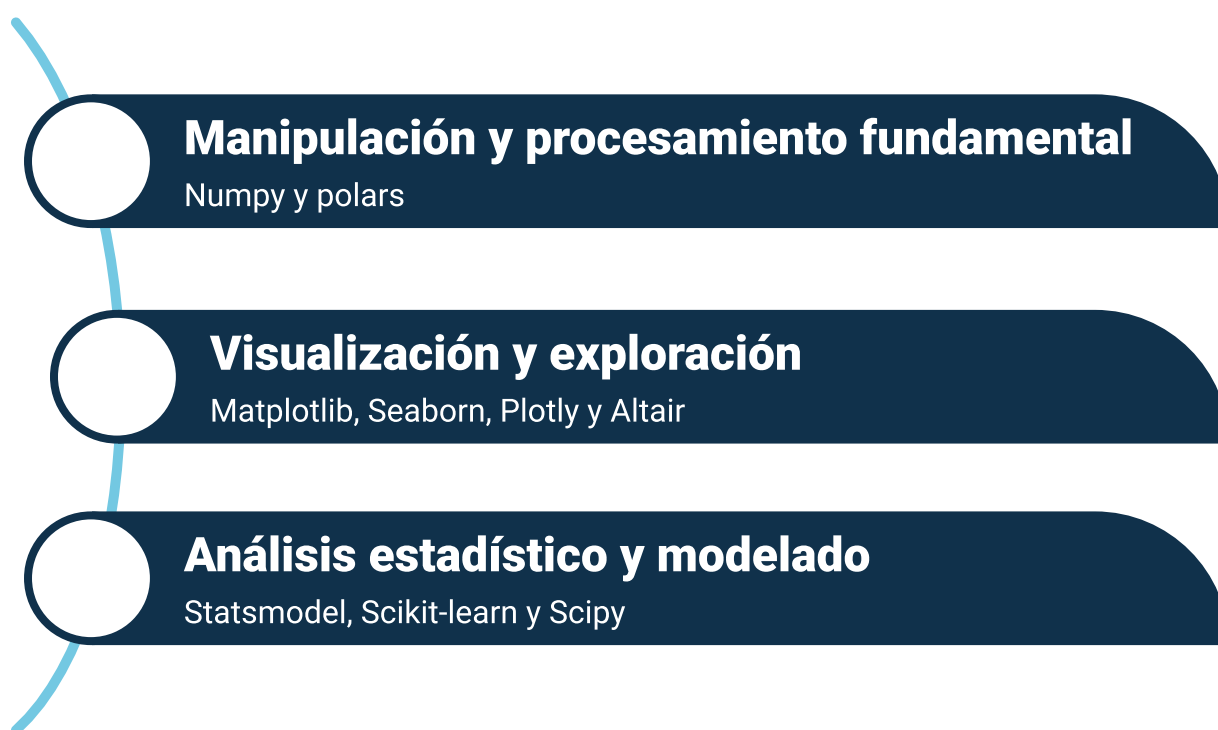 Manipulación y procesamiento fundamental
Numpy y polars
Visualización y exploración
Matplotlib, Seaborn, Plotly y Altair
Análisis estadístico y modelado
Statsmodel, Scikit-learn y Scipy